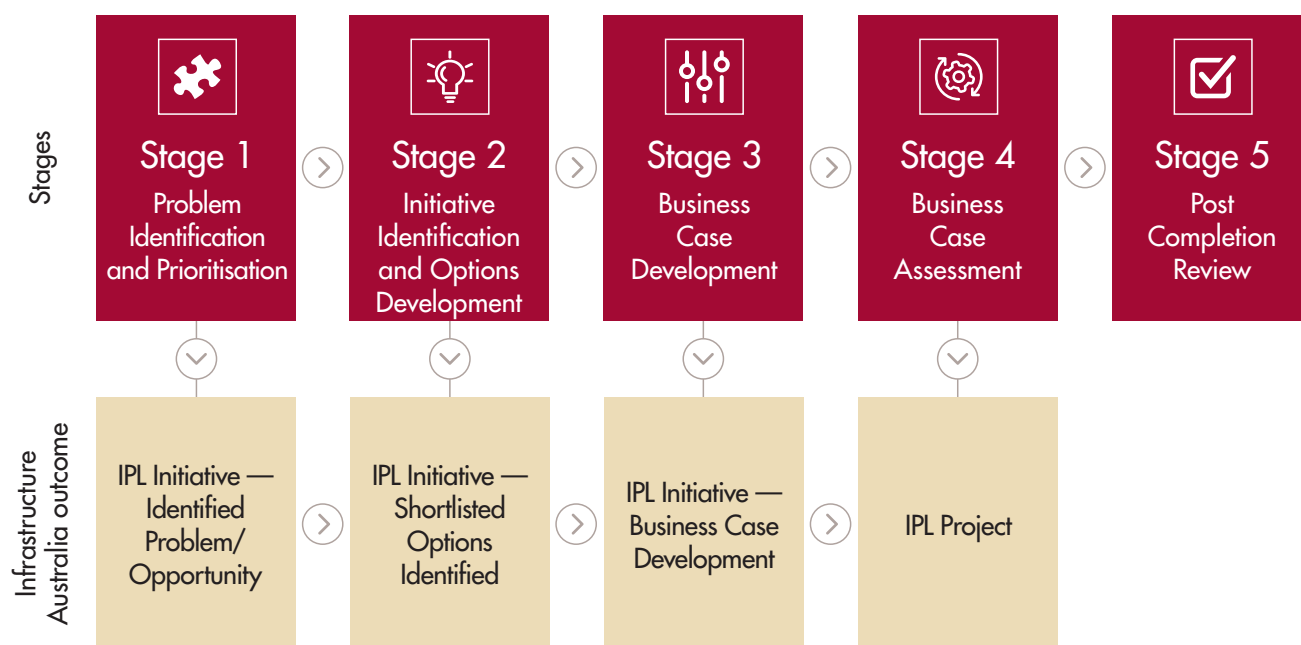 Stages
Stage 1
Problem
Identification
and Prioritisation
Stage 2
Initiative
Identification
and Options
Development
Stage 3
Business
Case
Development
Stage 4
Business
Case
Assessment
Stage 5
Post
Completion
Review
Infrastructure
Australia outcome
IPL Initiative —
Identified
Problem/
Opportunity
IPL Initiative —
Shortlisted
Options
Identified
IPL Initiative —
Business Case
Development
IPL Project